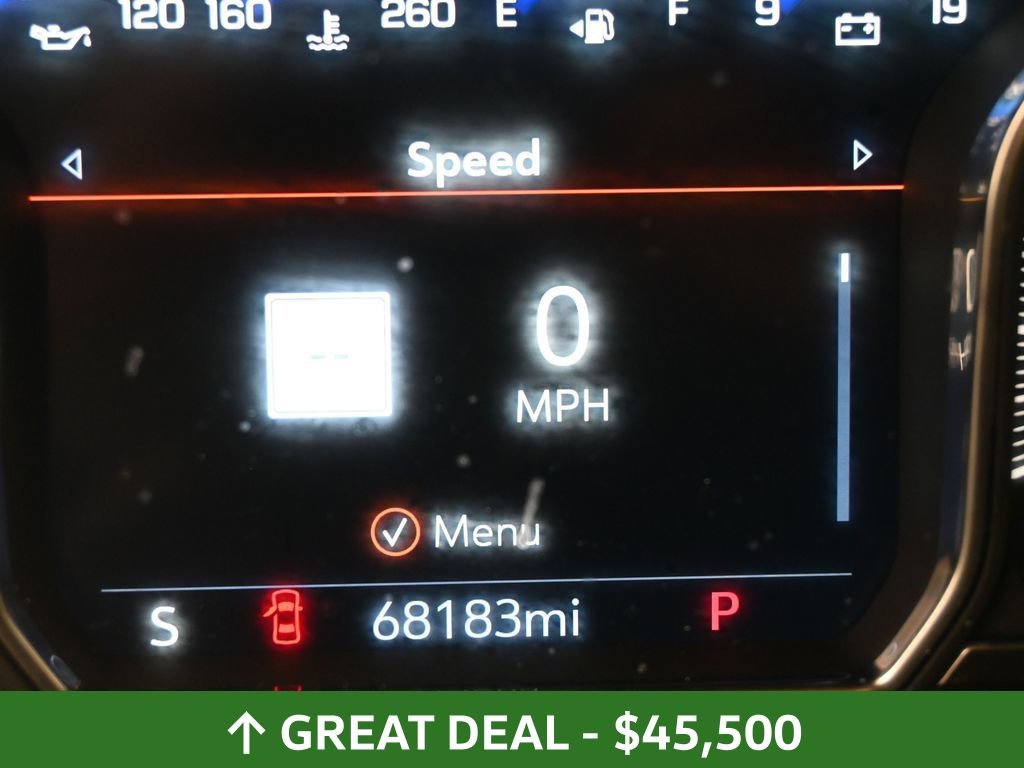 120 160 260 E F 9 19
Speed
--
0
MPH
Menu
S 68183mi P
↑ GREAT DEAL - $45,500